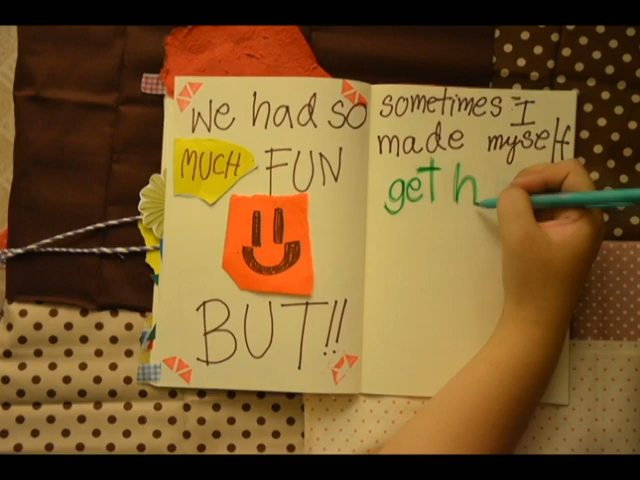 We had so
MUCH FUN
BUT!!
sometimes I
made myself
get h